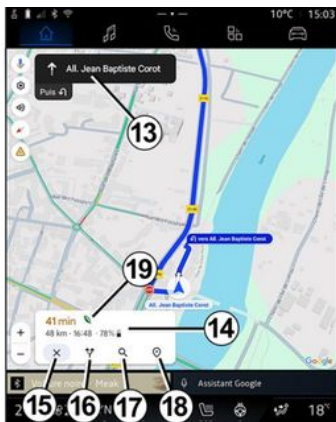 10°C 15:03
All. Jean Baptiste Corot
Puis
13
vers All. Jean Baptiste Corot
All. Jean Baptiste Corot
19
41 min
48 km · 16:48 · 78%
14
Google
Assistant Google
15
16
17
18
18°